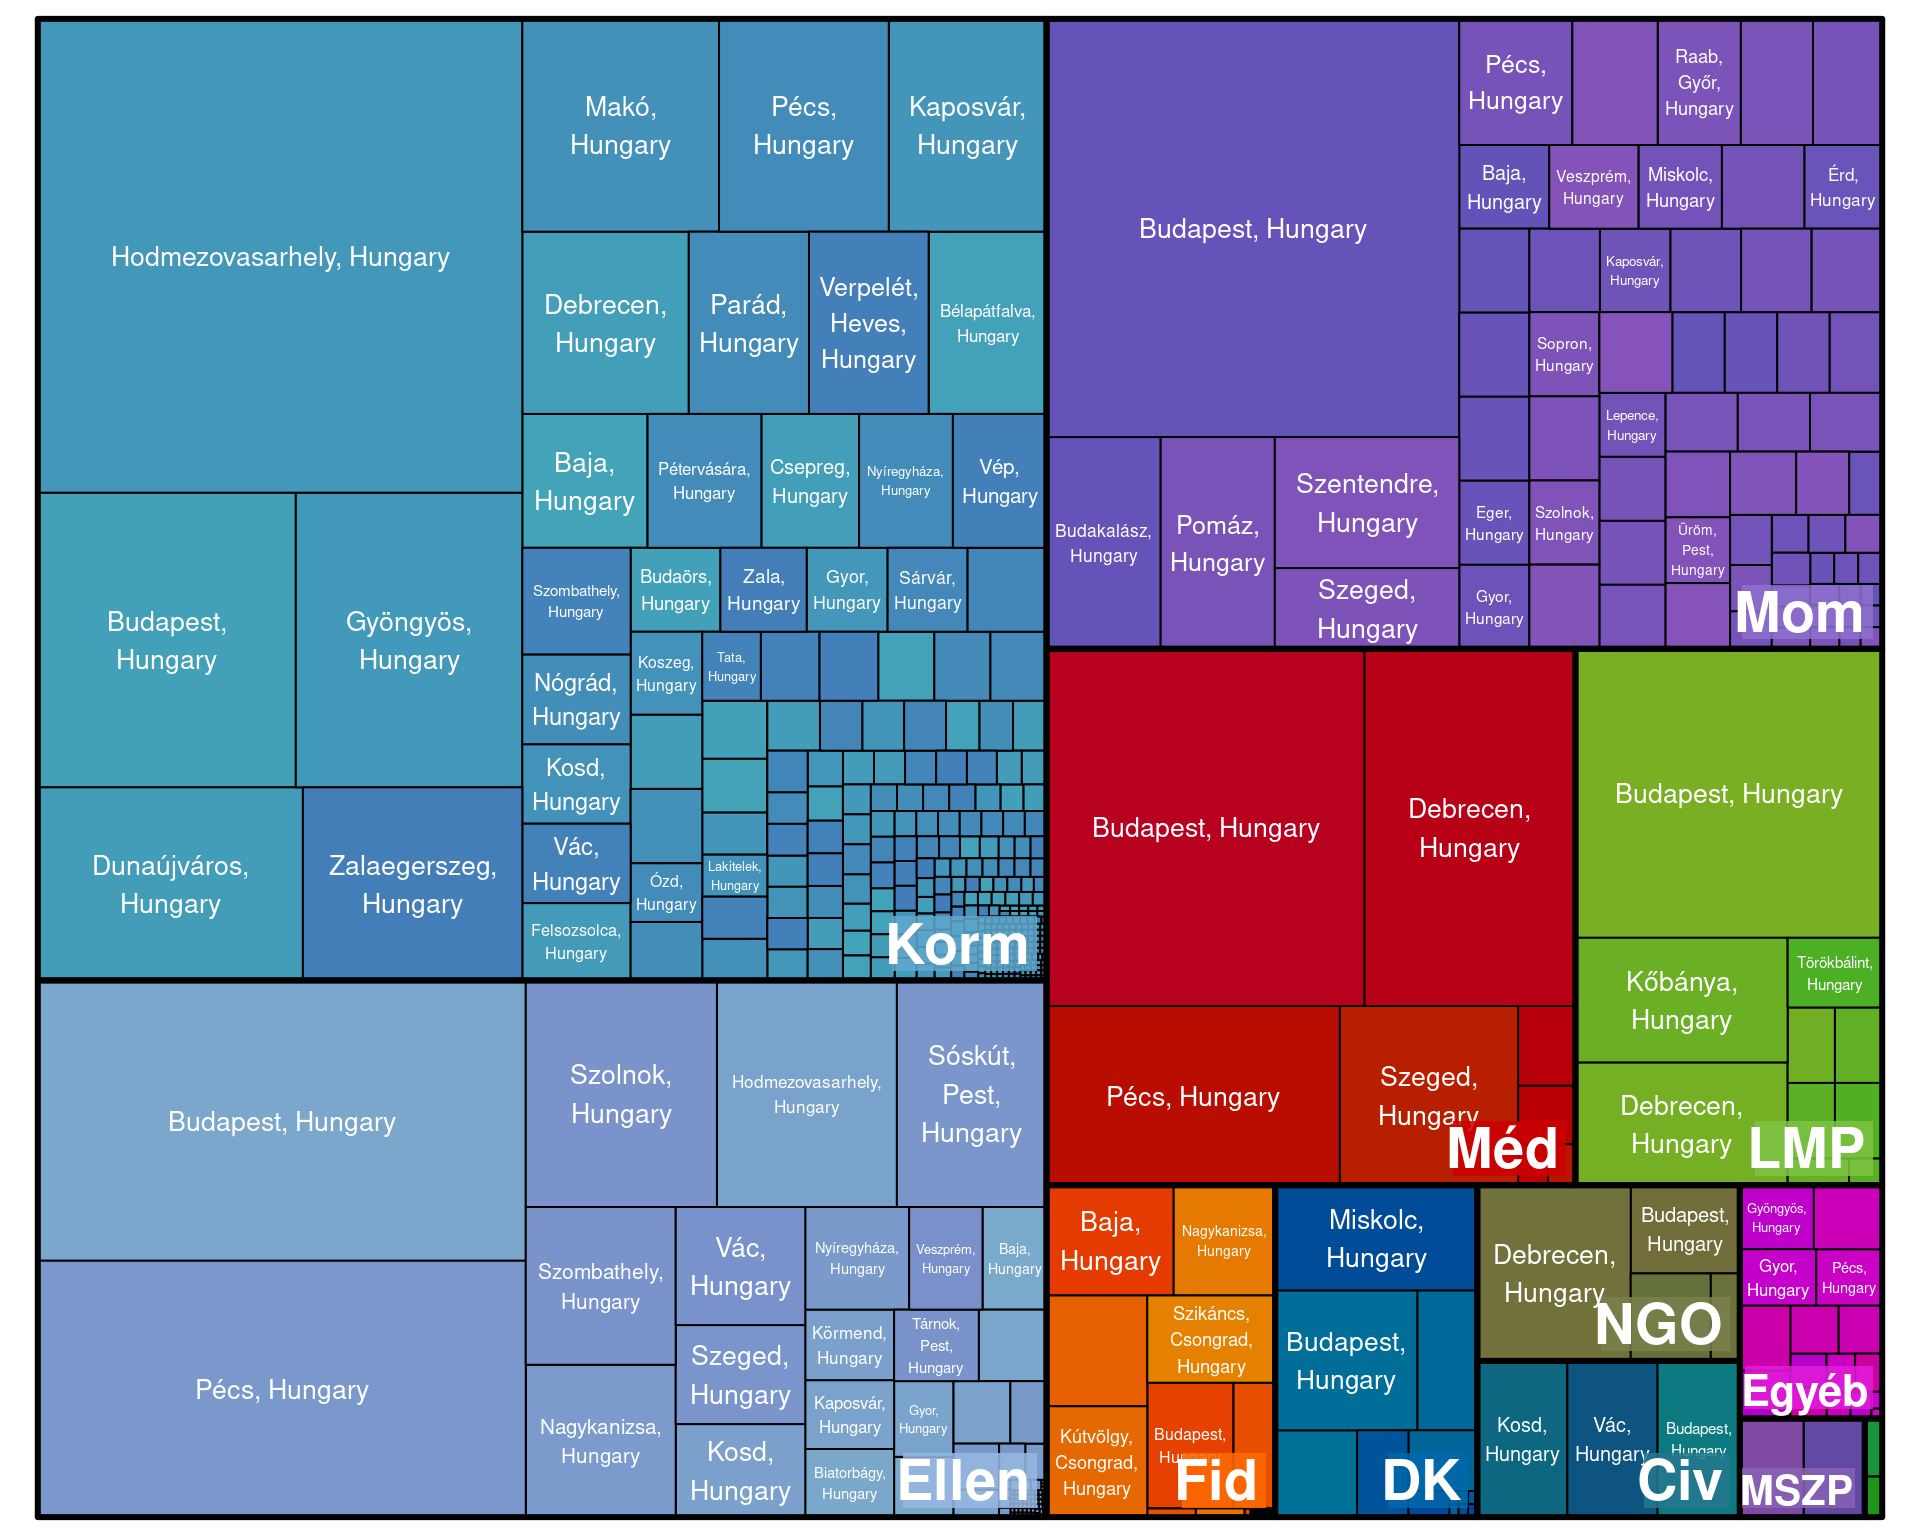 Hodmezovasarhely, Hungary
Budapest,
Hungary
Gyöngyös,
Hungary
Dunaújváros,
Hungary
Zalaegerszeg,
Hungary
Makó,
Hungary
Pécs,
Hungary
Kaposvár,
Hungary
Debrecen,
Hungary
Parád,
Hungary
Verpelét,
Heves,
Hungary
Bélapátfalva,
Hungary
Baja,
Hungary
Pétervására,
Hungary
Csepreg,
Hungary
Nyíregyháza,
Hungary
Vép,
Hungary
Szombathely,
Hungary
Budaörs,
Hungary
Zala,
Hungary
Gyor,
Hungary
Sárvár,
Hungary
Nógrád,
Hungary
Koszeg,
Hungary
Tata,
Hungary
Kosd,
Hungary
Vác,
Hungary
Ózd,
Hungary
Lakitelek,
Hungary
Felsozsolca,
Hungary
Korm
Budapest, Hungary
Pécs, Hungary
Szolnok,
Hungary
Hodmezovasarhely,
Hungary
Sóskút,
Pest,
Hungary
Szombathely,
Hungary
Vác,
Hungary
Nyíregyháza,
Hungary
Veszprém,
Hungary
Baja,
Hungary
Szeged,
Hungary
Körmend,
Hungary
Tárnok,
Pest,
Hungary
Nagykanizsa,
Hungary
Kosd,
Hungary
Kaposvár,
Hungary
Gyor,
Hungary
Biatorbágy,
Hungary
Ellen
Budapest, Hungary
Budakalász,
Hungary
Pomáz,
Hungary
Szentendre,
Hungary
Szeged,
Hungary
Pécs,
Hungary
Raab,
Győr,
Hungary
Baja,
Hungary
Veszprém,
Hungary
Miskolc,
Hungary
Érd,
Hungary
Kaposvár,
Hungary
Sopron,
Hungary
Lepence,
Hungary
Eger,
Hungary
Szolnok,
Hungary
Üröm,
Pest,
Hungary
Gyor,
Hungary
Mom
Budapest, Hungary
Debrecen,
Hungary
Pécs, Hungary
Szeged,
Hungary
Méd
Budapest, Hungary
Kőbánya,
Hungary
Törökbálint,
Hungary
Debrecen,
Hungary
LMP
Baja,
Hungary
Nagykanizsa,
Hungary
Szikáncs,
Csongrad,
Hungary
Kútvölgy,
Csongrad,
Hungary
Budapest,
Hungary
Fid
Miskolc,
Hungary
Budapest,
Hungary
DK
Debrecen,
Hungary
Budapest,
Hungary
NGO
Kosd,
Hungary
Vác,
Hungary
Budapest,
Hungary
Civ
Gyöngyös,
Hungary
Gyor,
Hungary
Pécs,
Hungary
Egyéb
MSZP